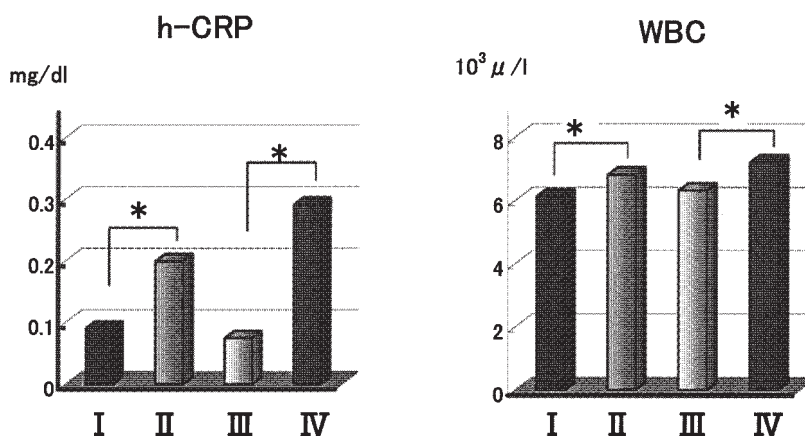 h-CRP
mg/dl
0.4
0.3
0.2
0.1
0
*
*
Ⅰ Ⅱ Ⅲ Ⅳ
WBC
10³ μ/l
8
6
4
2
0
*
*
Ⅰ Ⅱ Ⅲ Ⅳ